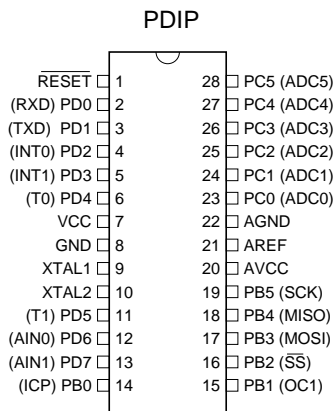 PDIP
RESET 1 28 PC5 (ADC5)
(RXD) PD0 2 27 PC4 (ADC4)
(TXD) PD1 3 26 PC3 (ADC3)
(INT0) PD2 4 25 PC2 (ADC2)
(INT1) PD3 5 24 PC1 (ADC1)
(T0) PD4 6 23 PC0 (ADC0)
VCC 7 22 AGND
GND 8 21 AREF
XTAL1 9 20 AVCC
XTAL2 10 19 PB5 (SCK)
(T1) PD5 11 18 PB4 (MISO)
(AIN0) PD6 12 17 PB3 (MOSI)
(AIN1) PD7 13 16 PB2 (SS)
(ICP) PB0 14 15 PB1 (OC1)